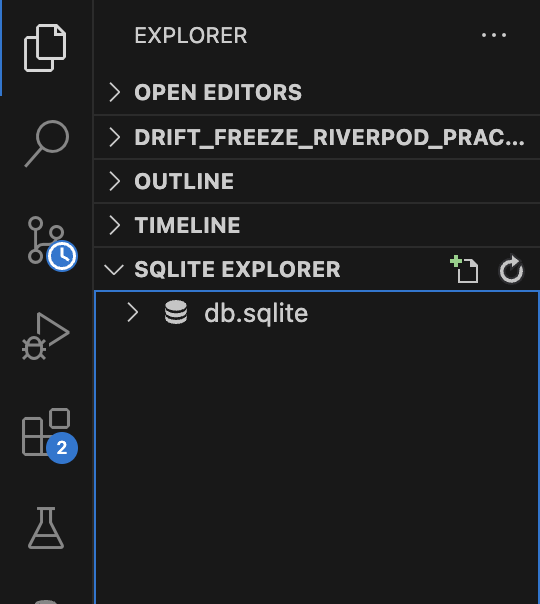 EXPLORER
OPEN EDITORS
DRIFT_FREEZE_RIVERPOD_PRAC...
OUTLINE
TIMELINE
SQLITE EXPLORER
db.sqlite
2